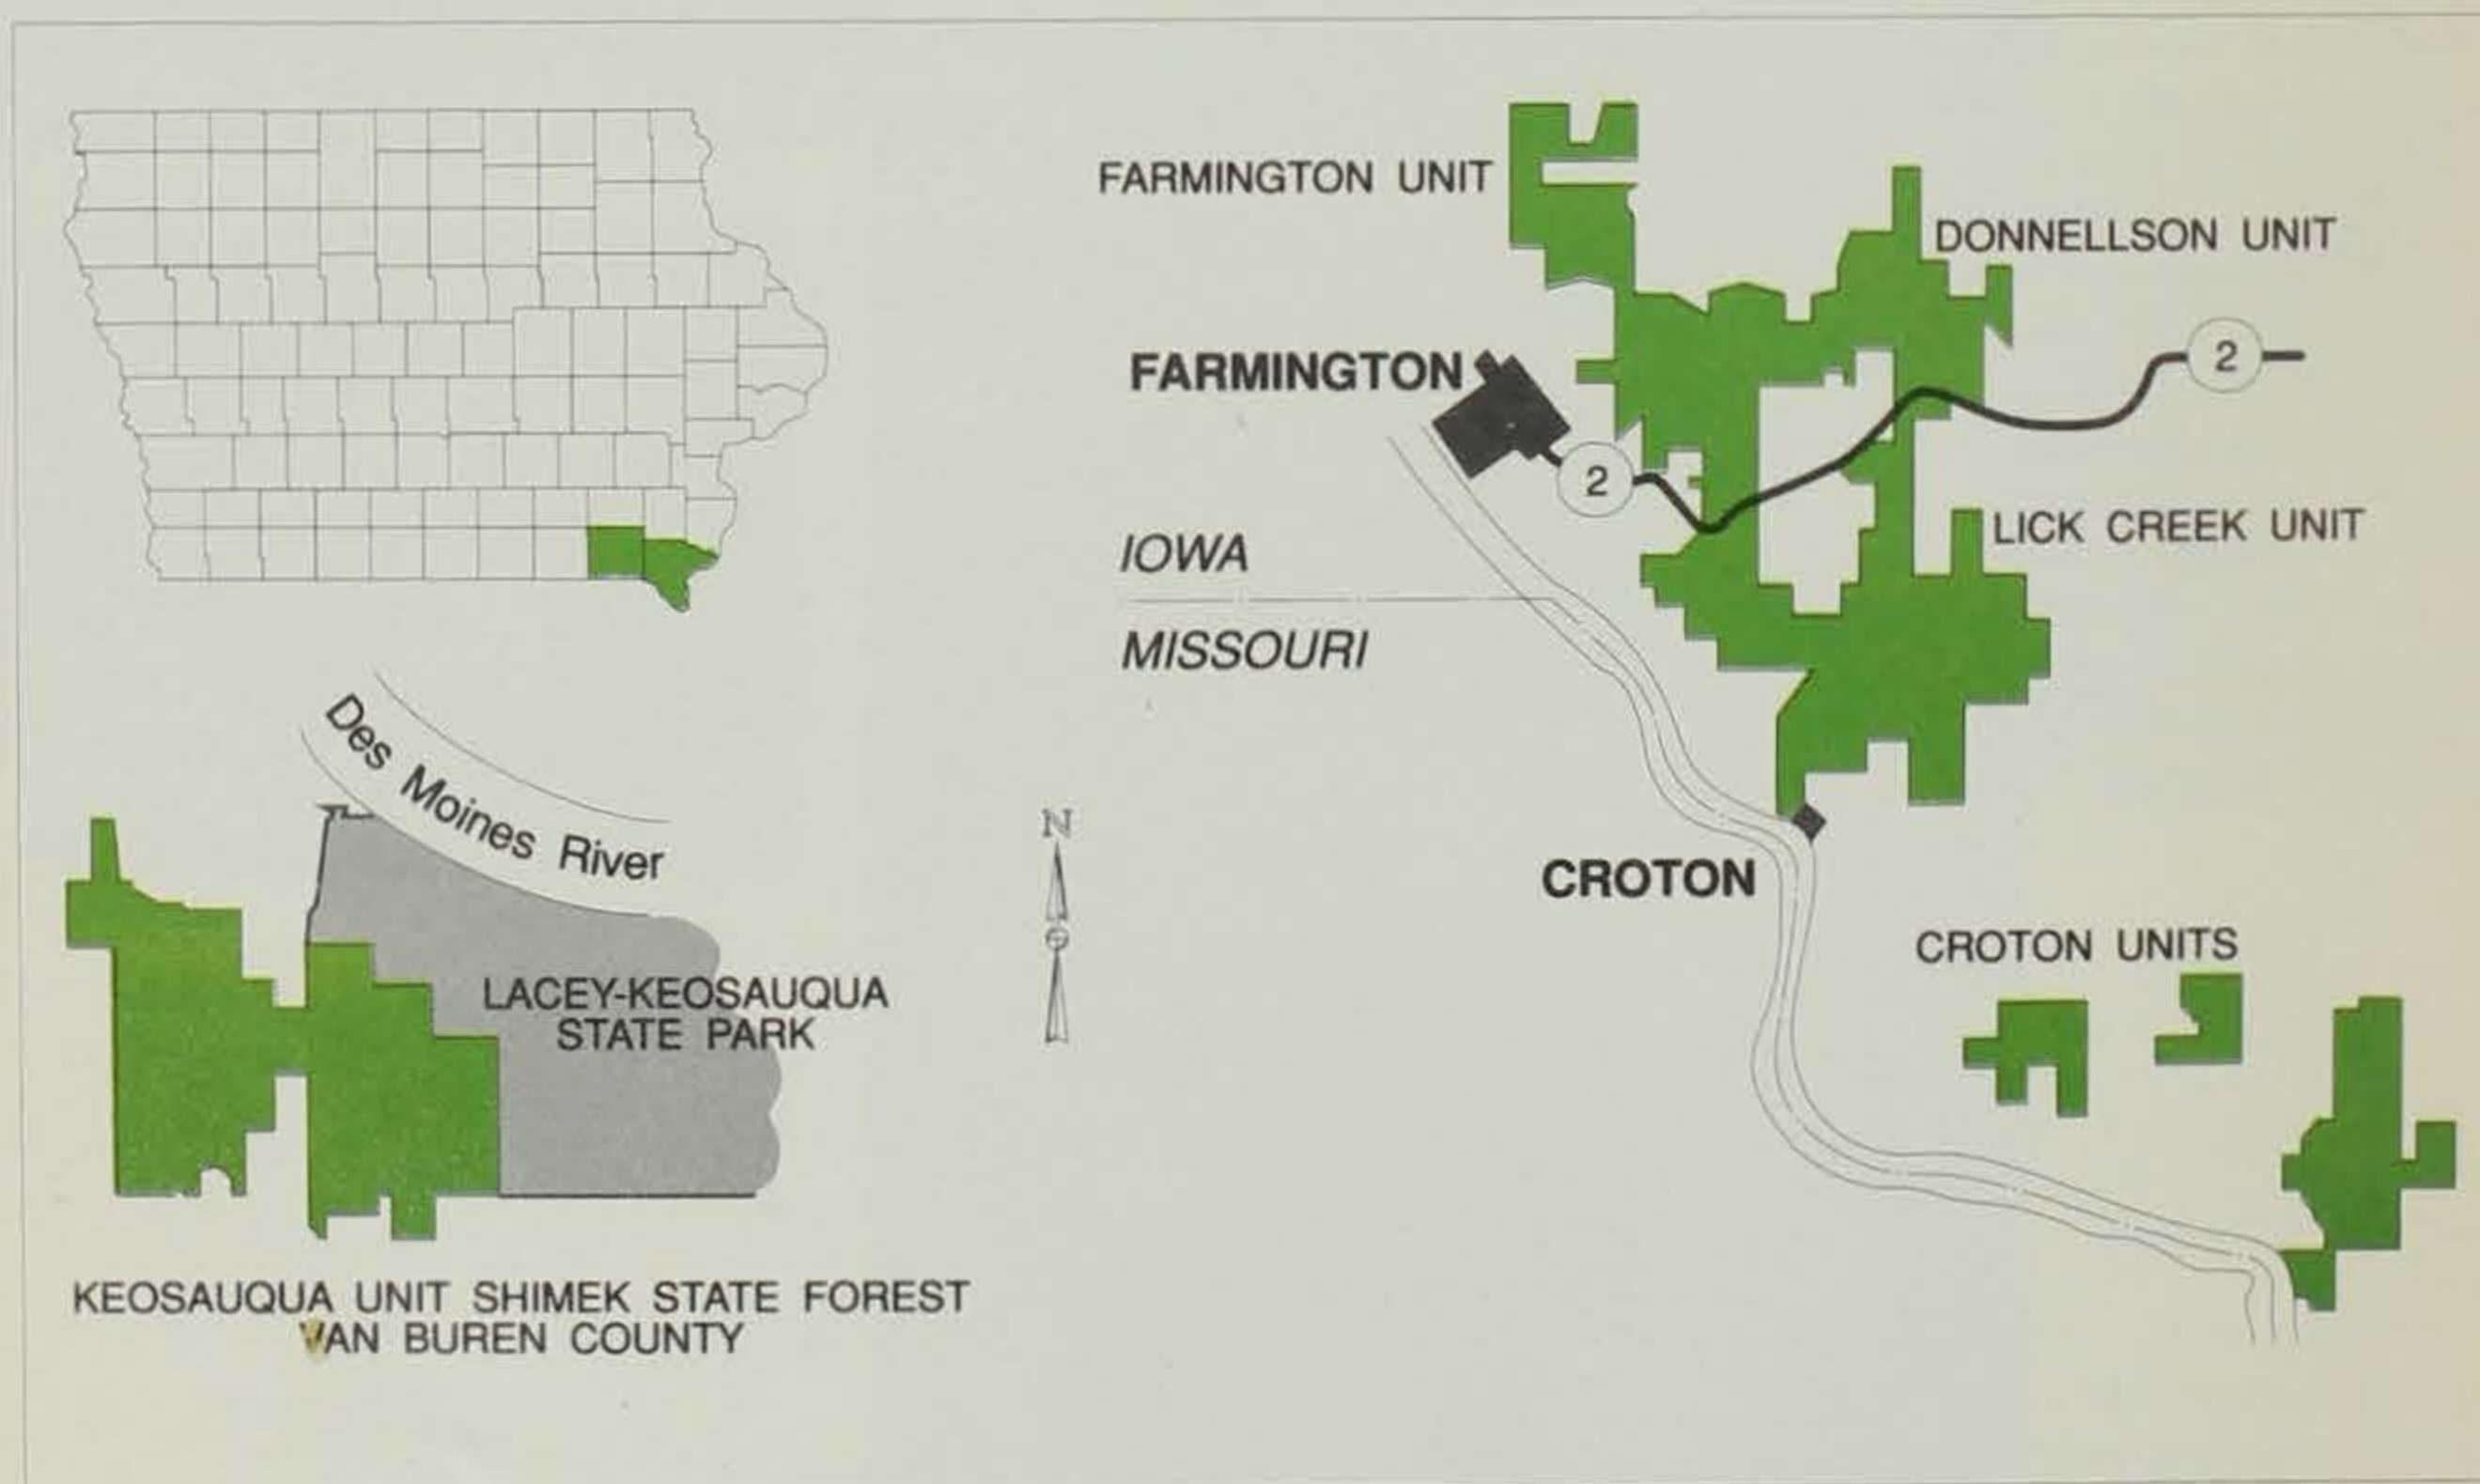 FARMINGTON UNIT
DONNELLSON UNIT
FARMINGTON
2
2
LICK CREEK UNIT
IOWA
MISSOURI
Des Moines River
N
CROTON
LACEY-KEOSAUQUA
STATE PARK
CROTON UNITS
KEOSAUQUA UNIT SHIMEK STATE FOREST
VAN BUREN COUNTY